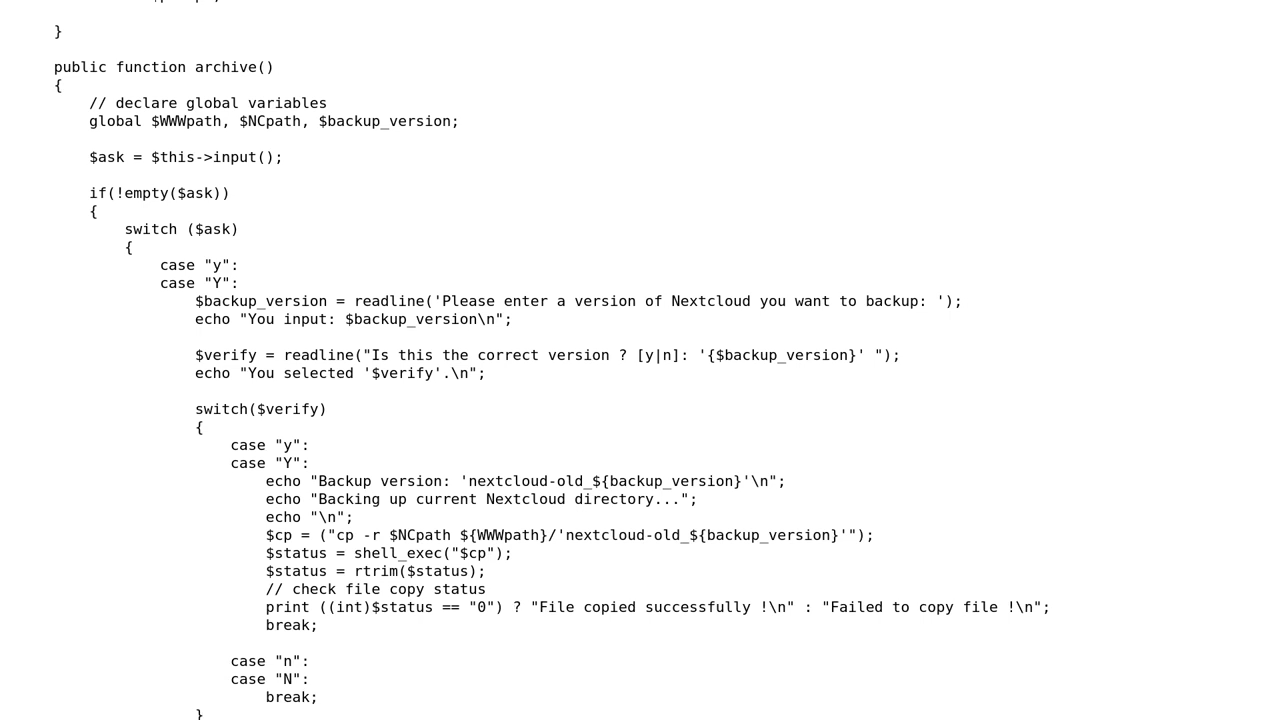 }
public function archive()
{
// declare global variables
global $WWWpath, $NCpath, $backup_version;
$ask = $this->input();
if(!empty($ask))
{
switch ($ask)
{
case "y":
case "Y":
$backup_version = readline('Please enter a version of Nextcloud you want to backup: ');
echo "You input: $backup_version\n";
$verify = readline("Is this the correct version ? [y|n]: '{$backup_version}' ");
echo "You selected '$verify'.\n";
switch($verify)
{
case "y":
case "Y":
echo "Backup version: 'nextcloud-old_${backup_version}'\n";
echo "Backing up current Nextcloud directory...";
echo "\n";
$cp = ("cp -r $NCpath ${WWWpath}/'nextcloud-old_${backup_version}'");
$status = shell_exec("$cp");
$status = rtrim($status);
// check file copy status
print ((int)$status == "0") ? "File copied successfully !\n" : "Failed to copy file !\n";
break;
case "n":
case "N":
break;
}